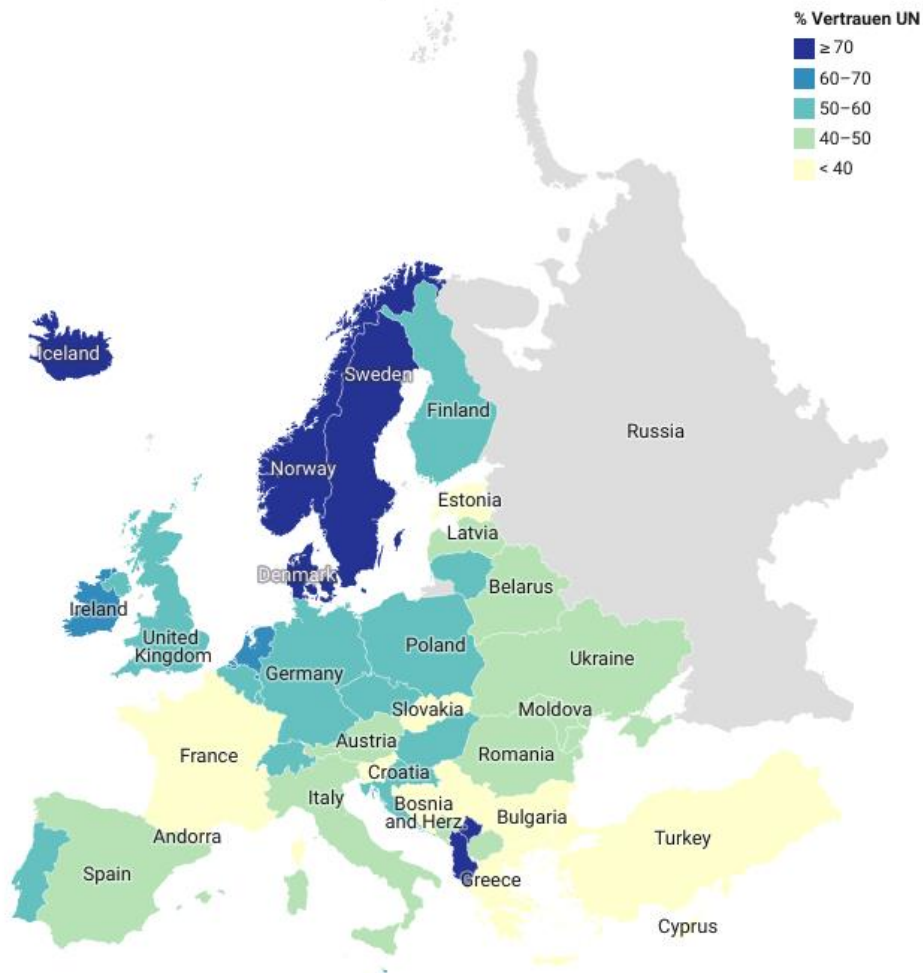 % Vertrauen UN
≥ 70
60–70
50–60
40–50
< 40
Iceland
Sweden
Finland
Russia
Norway
Estonia
Latvia
Denmark
Belarus
Ireland
United
Kingdom
Poland
Ukraine
Germany
Slovakia
Moldova
Austria
France
Romania
Croatia
Italy
Bosnia
and Herz.
Bulgaria
Andorra
Turkey
Spain
Greece
Cyprus